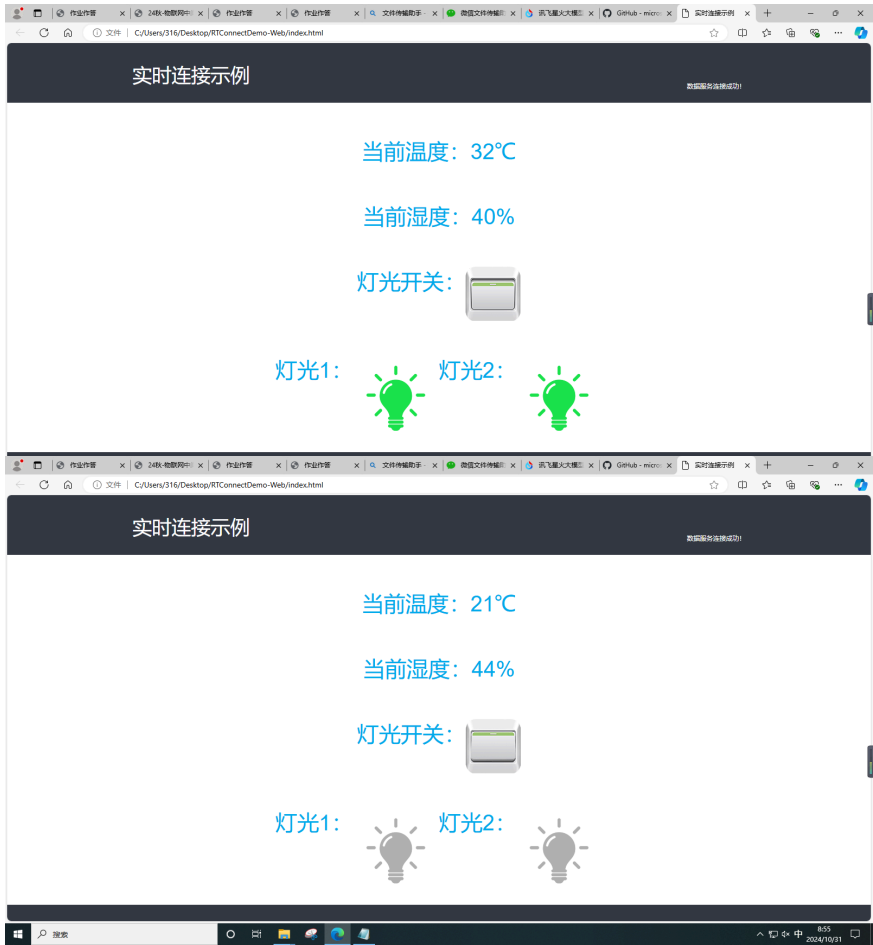 作业作答
24秋-物联网中
作业作答
作业作答
文件传输助手 -
微信文件传输助
讯飞星火大模型
GitHub - micro
实时连接示例
文件 C:/Users/316/Desktop/RTConnectDemo-Web/index.html
实时连接示例
数据服务连接成功!
当前温度：32℃
当前湿度：40%
灯光开关：
灯光1： 灯光2：
作业作答
24秋-物联网中
作业作答
作业作答
文件传输助手 -
微信文件传输助
讯飞星火大模型
GitHub - micro
实时连接示例
文件 C:/Users/316/Desktop/RTConnectDemo-Web/index.html
实时连接示例
数据服务连接成功!
当前温度：21℃
当前湿度：44%
灯光开关：
灯光1： 灯光2：
搜索
中
8:55
2024/10/31